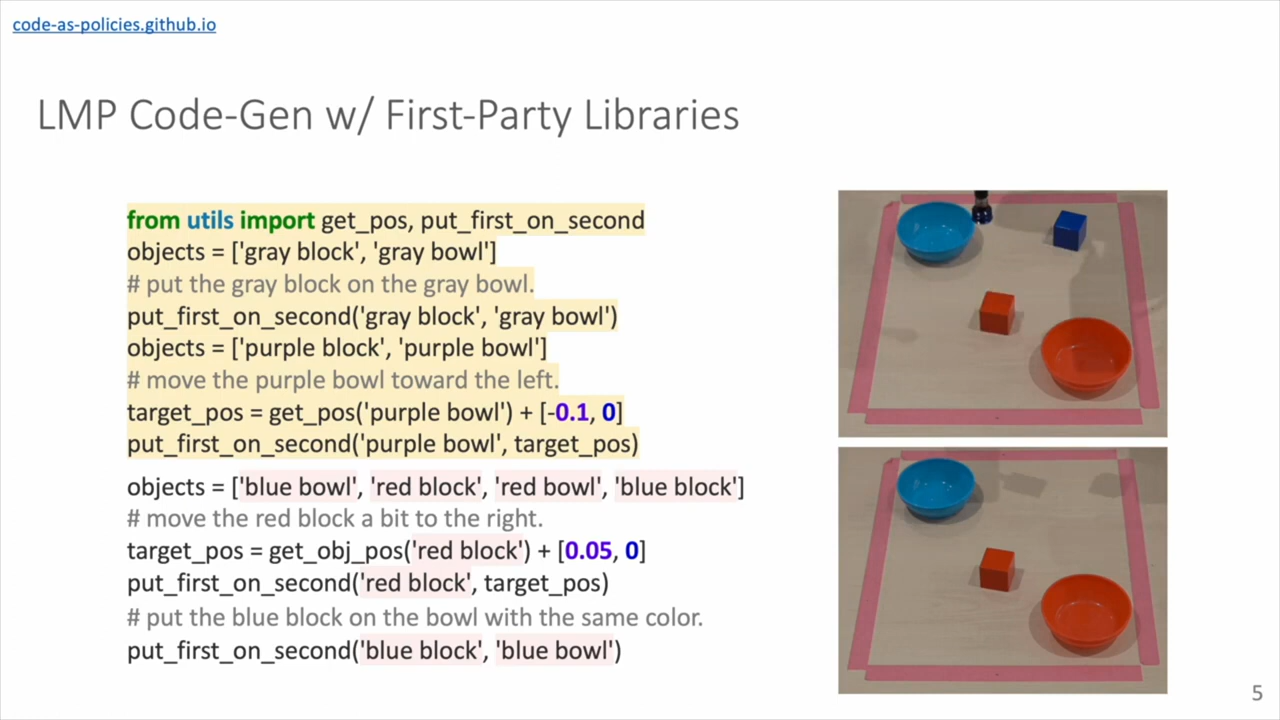 code-as-policies.github.io
LMP Code-Gen w/ First-Party Libraries
from utils import get_pos, put_first_on_second
objects = ['gray block', 'gray bowl']
# put the gray block on the gray bowl.
put_first_on_second('gray block', 'gray bowl')
objects = ['purple block', 'purple bowl']
# move the purple bowl toward the left.
target_pos = get_pos('purple bowl') + [-0.1, 0]
put_first_on_second('purple bowl', target_pos)
objects = ['blue bowl', 'red block', 'red bowl', 'blue block']
# move the red block a bit to the right.
target_pos = get_obj_pos('red block') + [0.05, 0]
put_first_on_second('red block', target_pos)
# put the blue block on the bowl with the same color.
put_first_on_second('blue block', 'blue bowl')
5